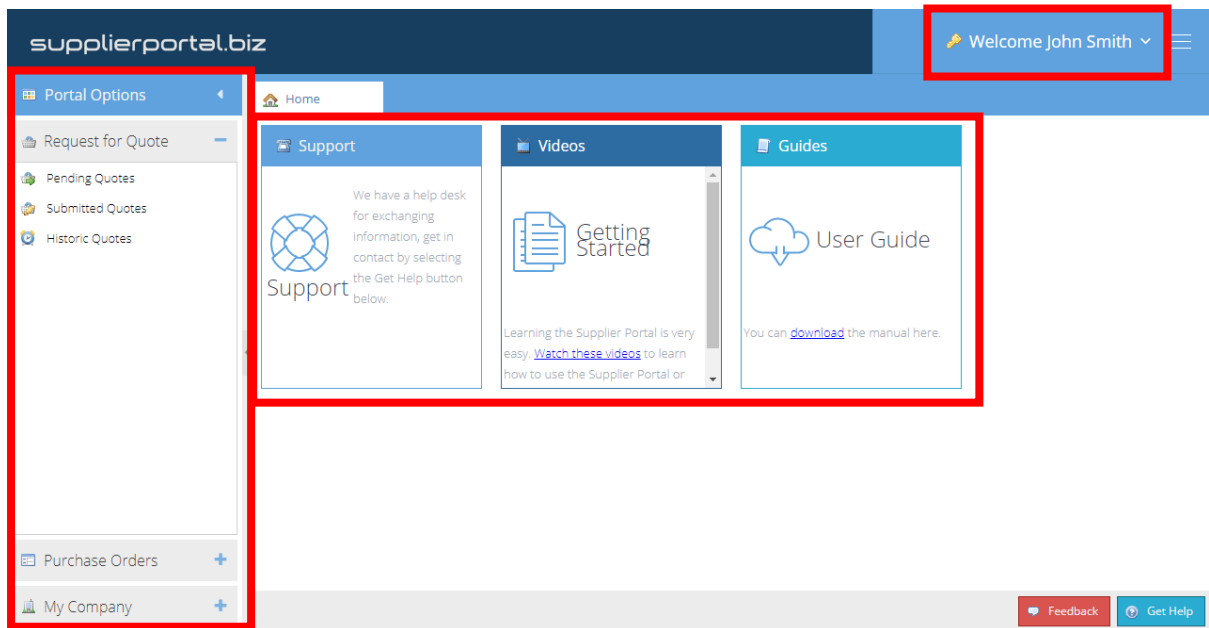 supplierportal.biz
Welcome John Smith
Portal Options
Home
Request for Quote
Pending Quotes
Submitted Quotes
Historic Quotes
Support
We have a help desk
for exchanging
information, get in
contact by selecting
the Get Help button
below.
Support
Videos
Getting
Started
Learning the Supplier Portal is very
easy. Watch these videos to learn
how to use the Supplier Portal or
Guides
User Guide
You can download the manual here.
Purchase Orders
My Company
Feedback
Get Help